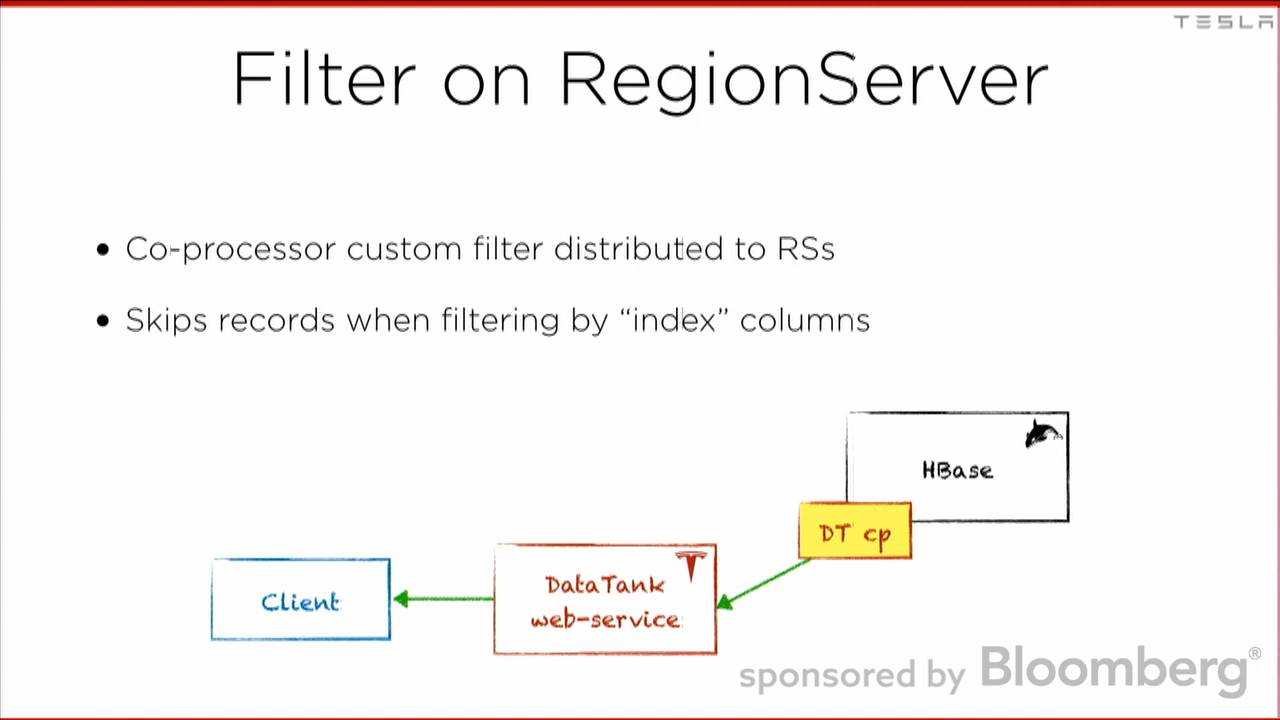 TESLA
Filter on RegionServer
• Co-processor custom filter distributed to RSs
• Skips records when filtering by “index” columns
HBase
DT cp
DataTank
web-service
Client
sponsored by Bloomberg®